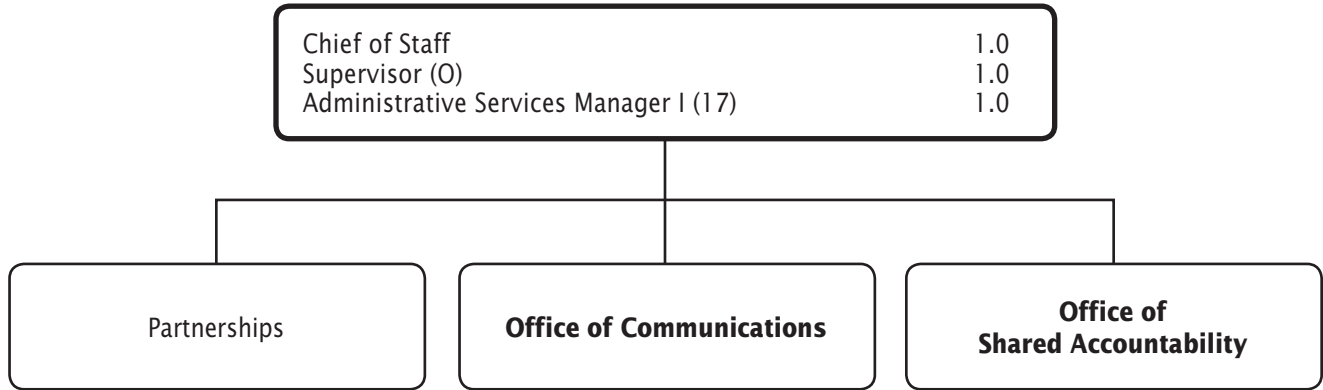 Chief of Staff 1.0
Supervisor (O) 1.0
Administrative Services Manager I (17) 1.0
Partnerships
Office of Communications
Office of
Shared Accountability